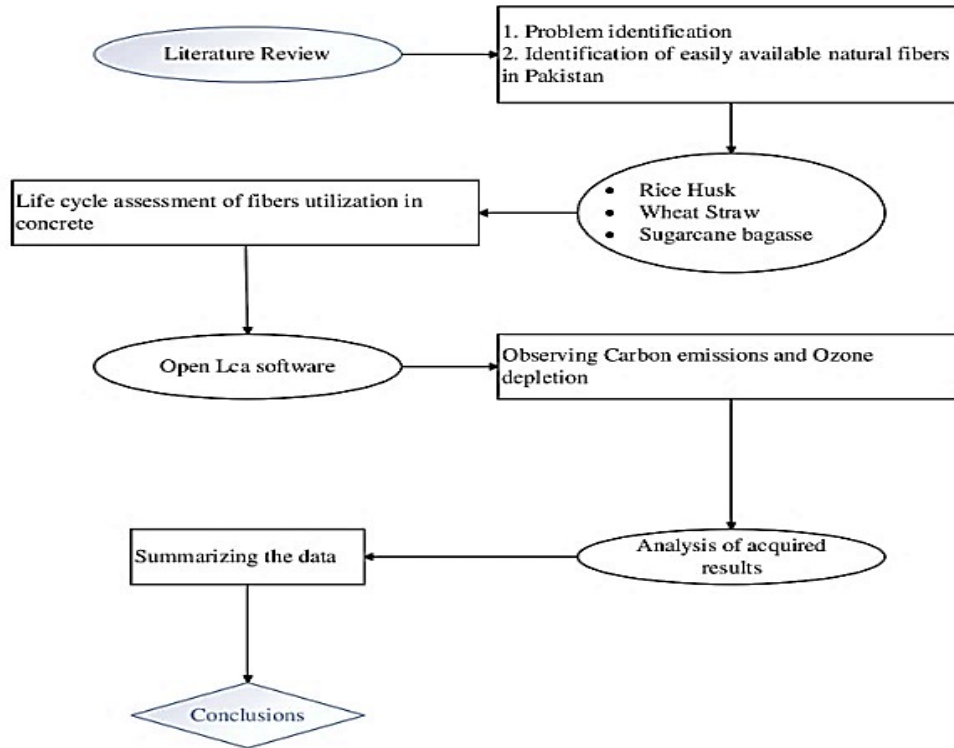 Literature Review
1. Problem identification
2. Identification of easily available natural fibers
in Pakistan
• Rice Husk
• Wheat Straw
• Sugarcane bagasse
Life cycle assessment of fibers utilization in
concrete
Open Lca software
Observing Carbon emissions and Ozone
depletion
Analysis of acquired
results
Summarizing the data
Conclusions